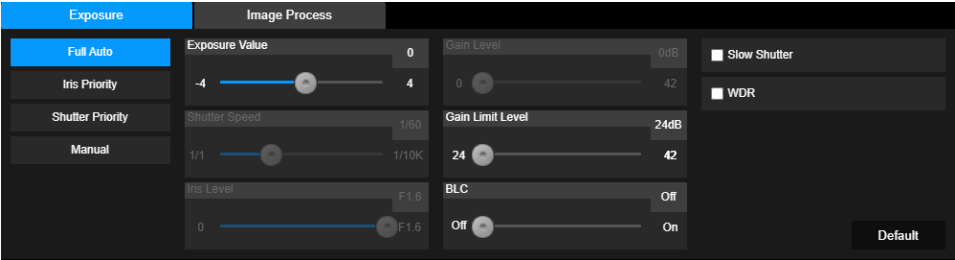 Exposure Image Process
Full Auto
Iris Priority
Shutter Priority
Manual
Exposure Value 0
-4 4
Shutter Speed 1/60
1/1 1/10K
Iris Level F1.6
0 F1.6
Gain Level 0dB
0 42
Gain Limit Level 24dB
24 42
BLC Off
Off On
Slow Shutter
WDR
Default